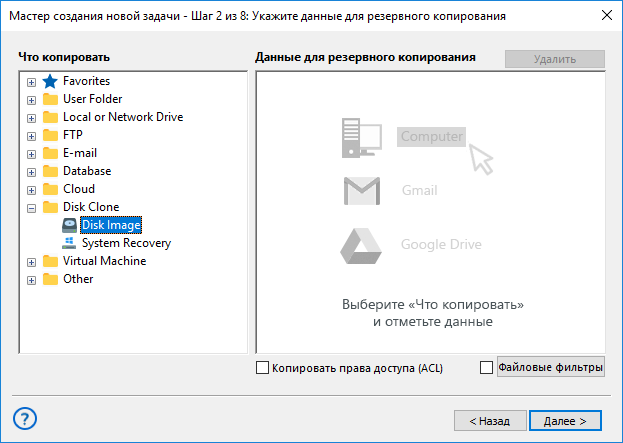 Мастер создания новой задачи - Шаг 2 из 8: Укажите данные для резервного копирования
Что копировать
Favorites
User Folder
Local or Network Drive
FTP
E-mail
Database
Cloud
Disk Clone
Disk Image
System Recovery
Virtual Machine
Other
Данные для резервного копирования
Удалить
Computer
Gmail
Google Drive
Выберите «Что копировать»
и отметьте данные
Копировать права доступа (ACL)
Файловые фильтры
?
< Назад
Далее >